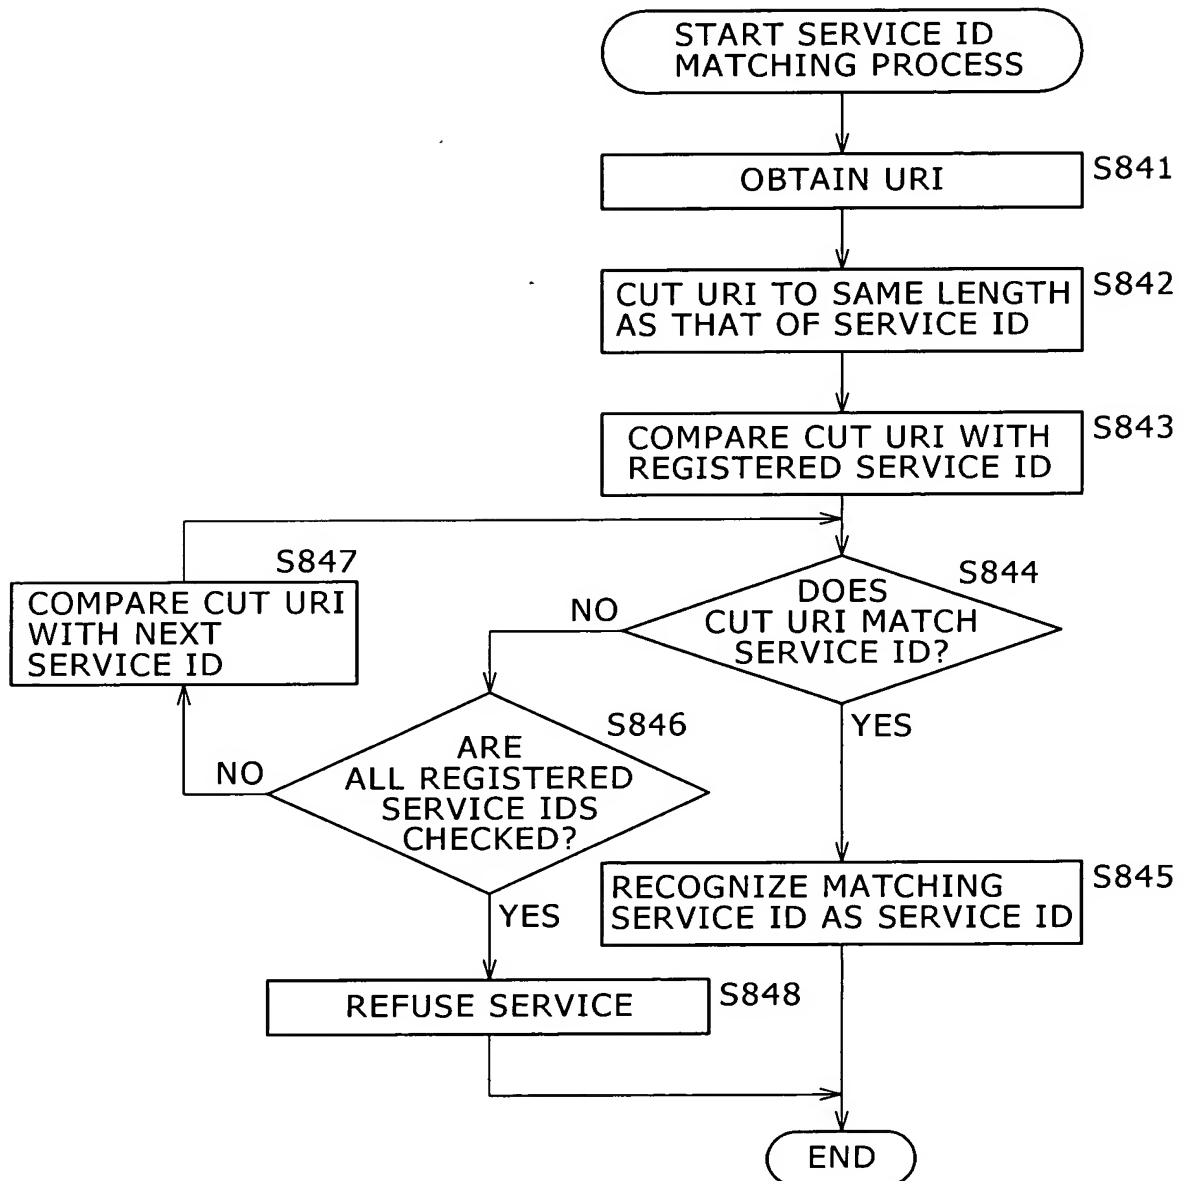 START SERVICE ID
MATCHING PROCESS
OBTAIN URI
S841
CUT URI TO SAME LENGTH
AS THAT OF SERVICE ID
S842
COMPARE CUT URI WITH
REGISTERED SERVICE ID
S843
S847
COMPARE CUT URI
WITH NEXT
SERVICE ID
S844
DOES
CUT URI MATCH
SERVICE ID?
NO
YES
S846
ARE
ALL REGISTERED
SERVICE IDS
CHECKED?
NO
YES
RECOGNIZE MATCHING
SERVICE ID AS SERVICE ID
S845
REFUSE SERVICE
S848
END